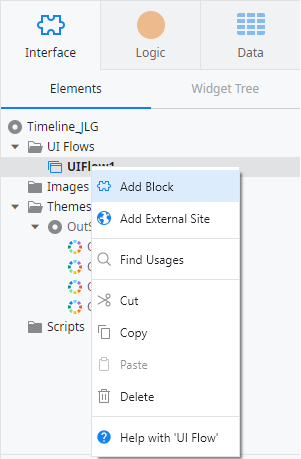 Interface
Logic
Data
Elements
Widget Tree
Timeline_JLG
UI Flows
UIFlow1
Add Block
Images
Add External Site
Themes
Find Usages
Cut
Copy
Scripts
Paste
Delete
Help with 'UI Flow'